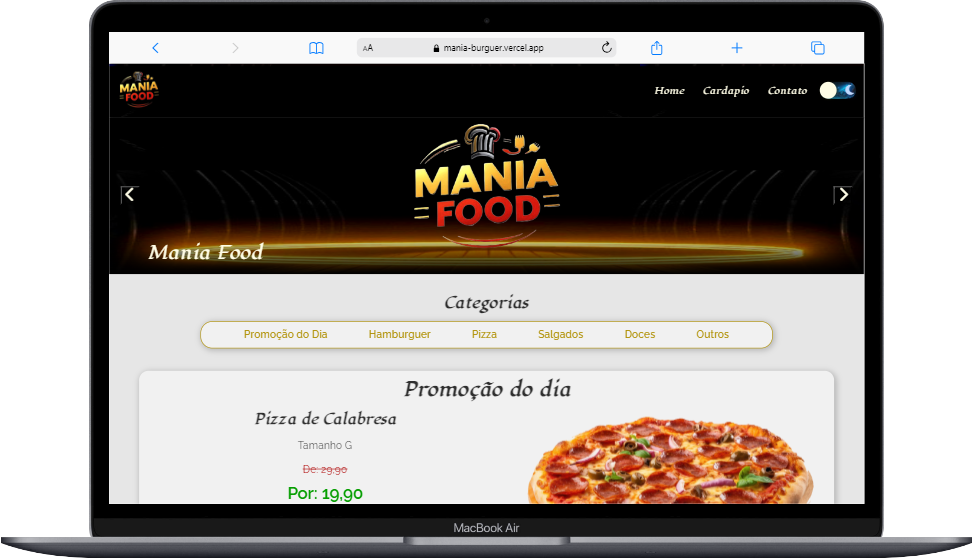 AA mania-burguer.vercel.app
MANIA
FOOD
Home Cardapio Contato
MANIA
FOOD
Mania Food
Categorias
Promoção do Dia Hamburguer Pizza Salgados Doces Outros
Promoção do dia
Pizza de Calabresa
Tamanho G
De: 29,90
Por: 19,90
MacBook Air